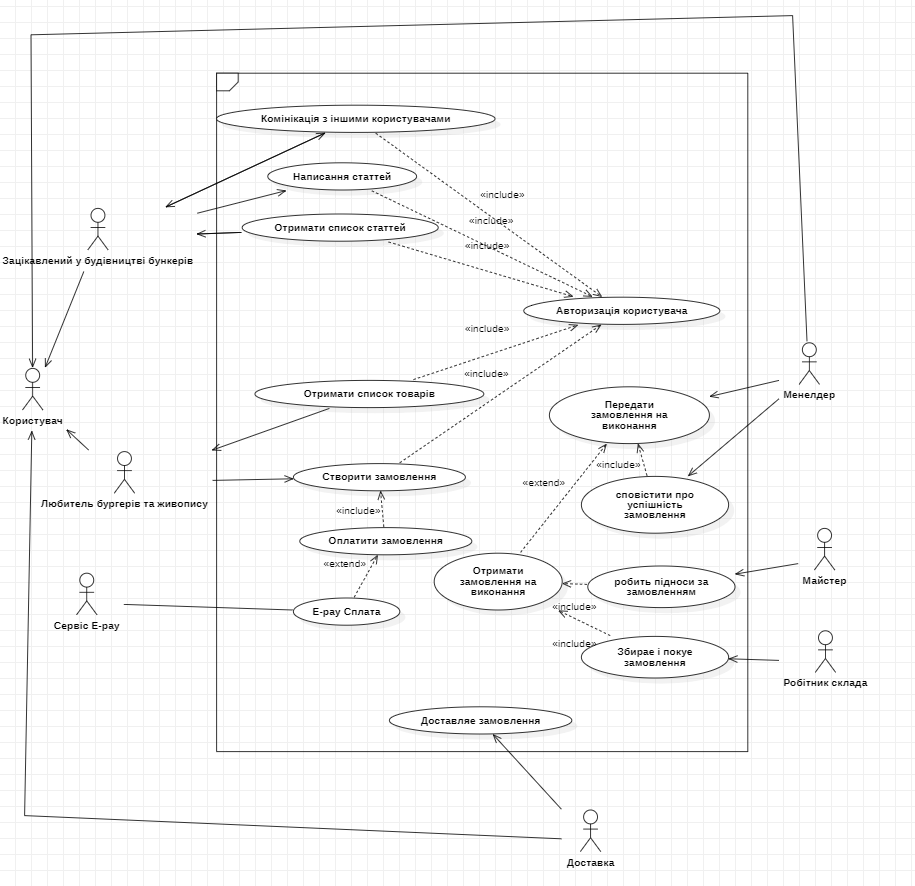 Комінікація з іншими користувачами
Написання статтей
«include»
Отримати список статтей
«include»
«include»
Зацікавлений у будівництві бункерів
Авторизація користувача
«include»
«include»
Отримати список товарів
Менелдер
Передати
замовлення на
виконання
Користувач
«include»
Створити замовлення
«extend»
Любитель бургерів та живопису
сповістити про
успішність
замовлення
«include»
Оплатити замовлення
«extend»
Отримати
замовлення на
виконання
робить підноси за
замовленням
Майстер
E-pay Сплата
Сервіс E-pay
«include»
«include»
Збирае і покує
замовлення
Робітник склада
Доставляє замовлення
Доставка